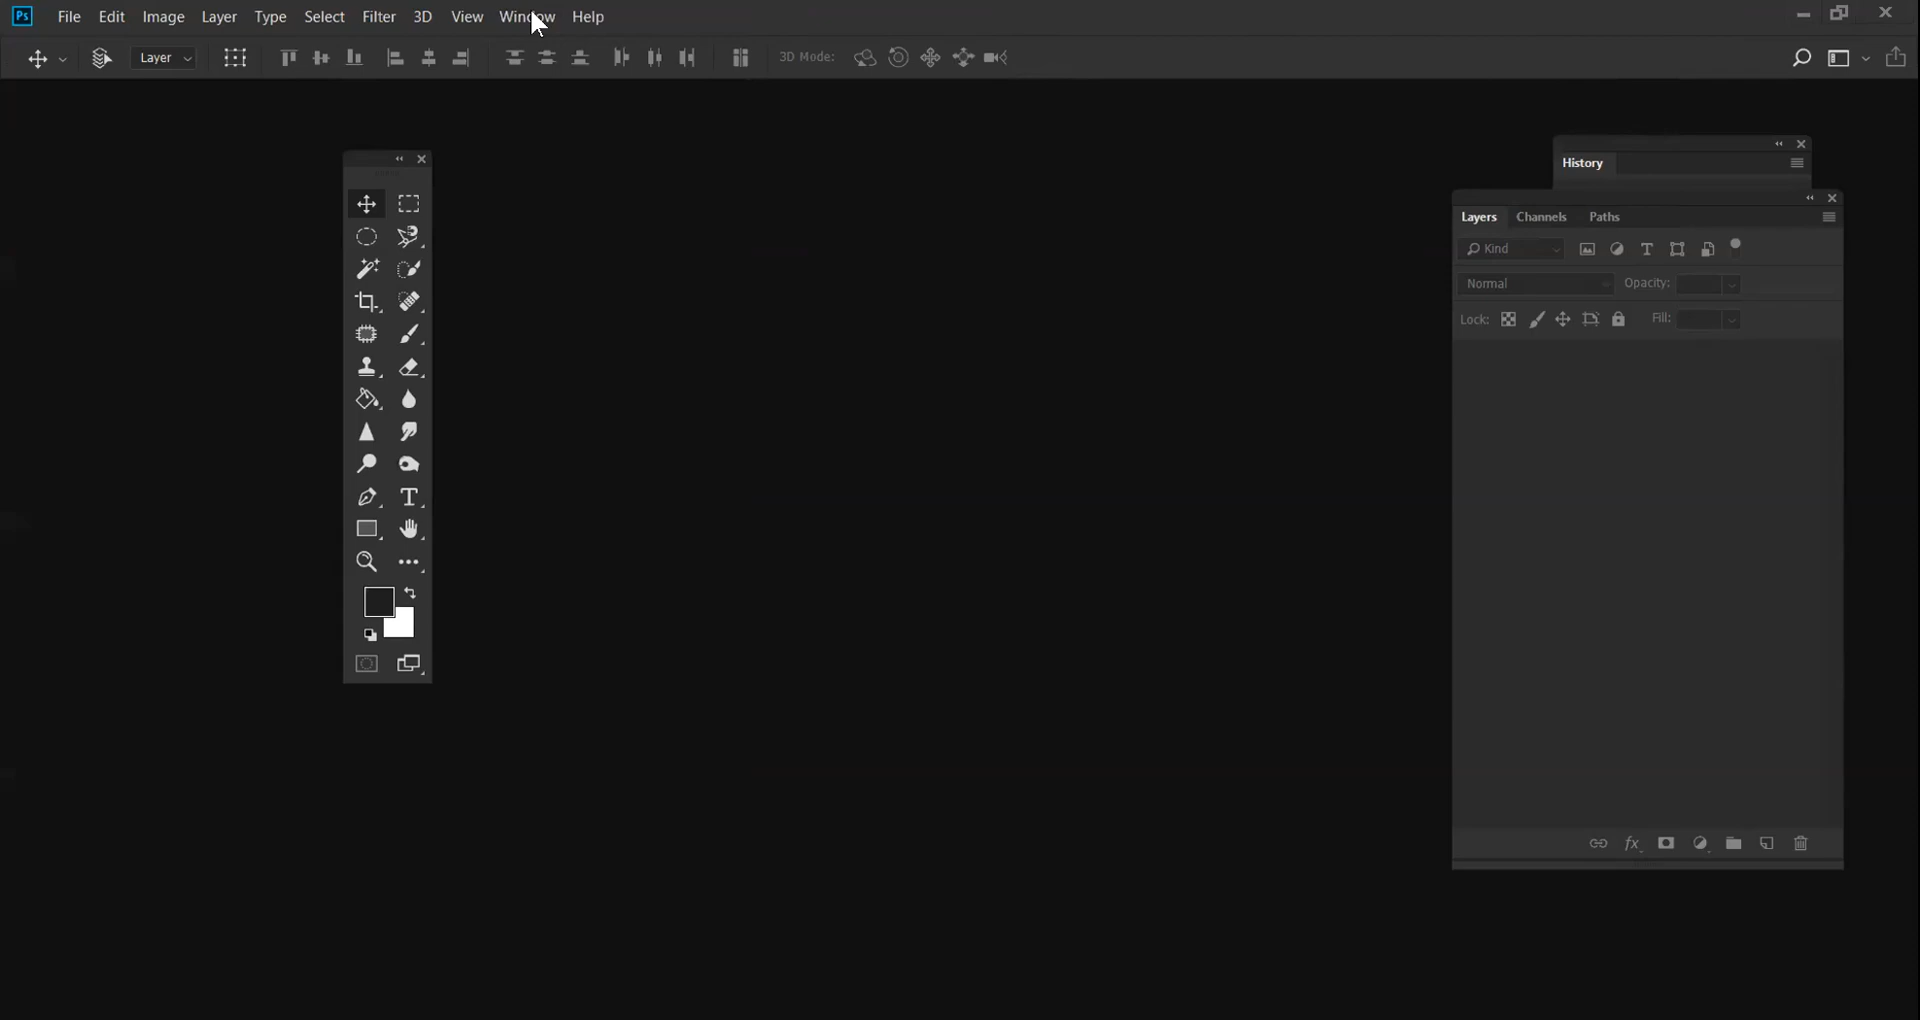 Ps File Edit Image Layer Type Select Filter 3D View Window Help
Layer 3D Mode:
History
Layers Channels Paths
Kind
Normal Opacity:
Lock: Fill:
fx